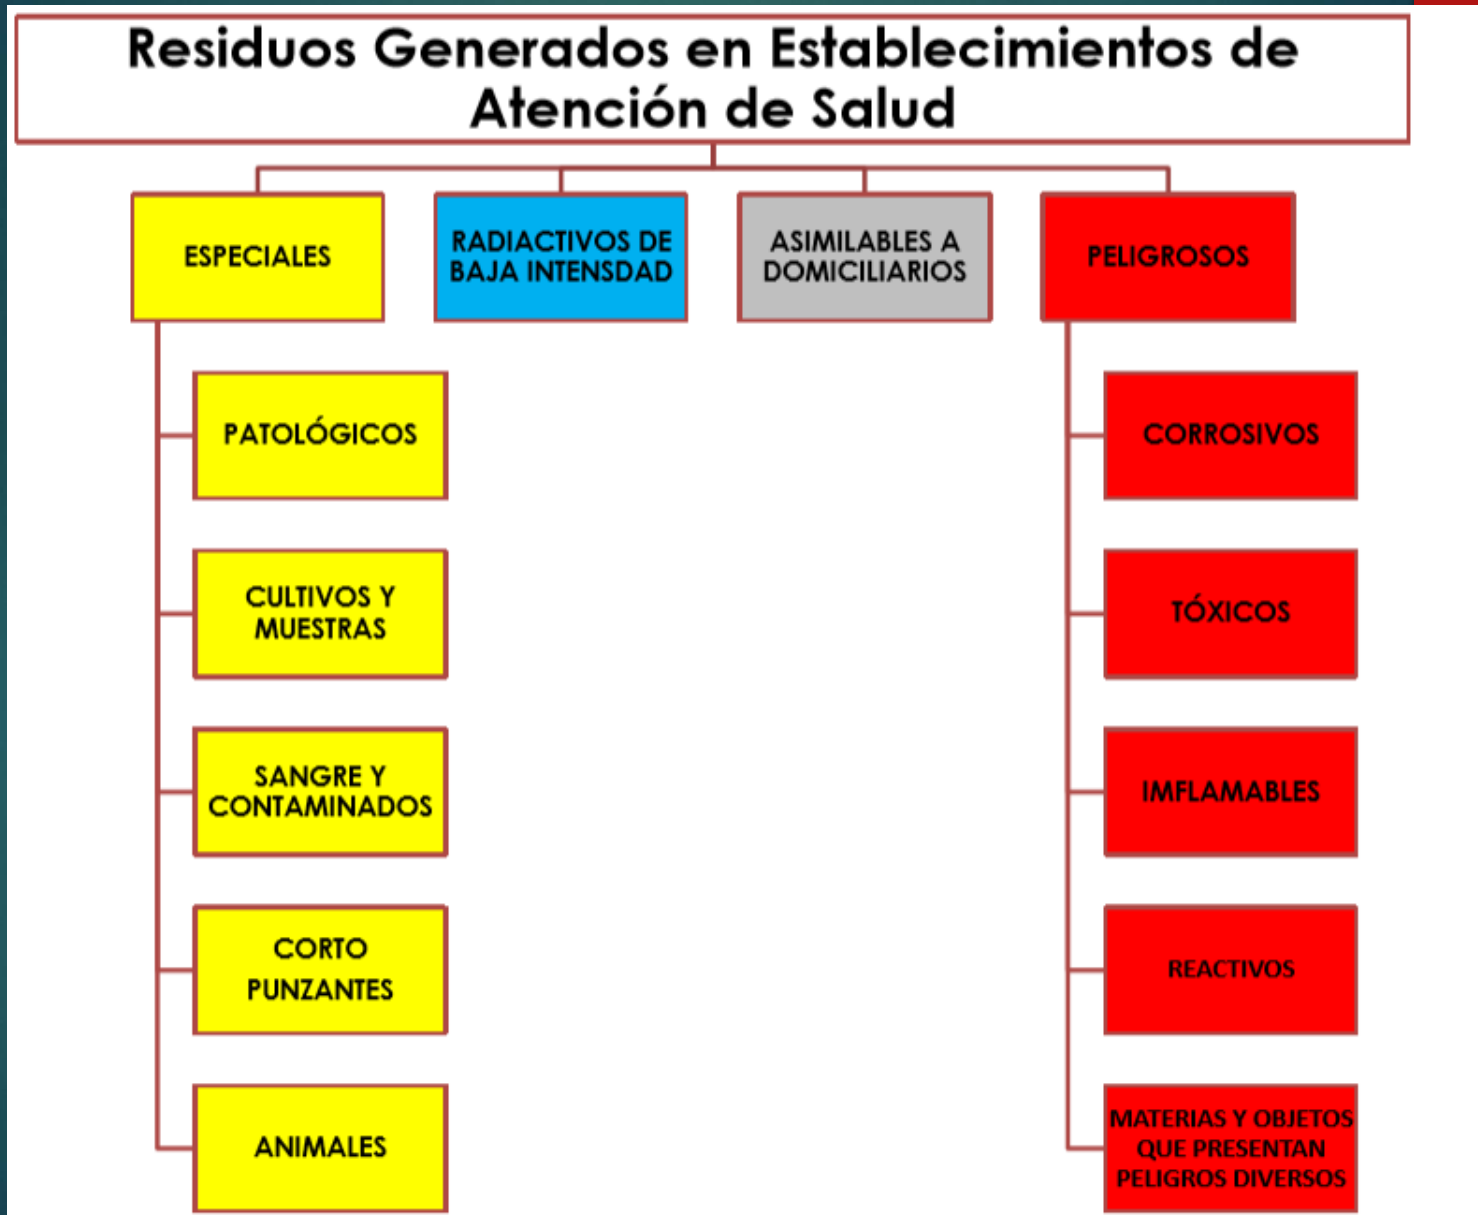 Residuos Generados en Establecimientos de
Atención de Salud
ESPECIALES
RADIACTIVOS DE
BAJA INTENSDAD
ASIMILABLES A
DOMICILIARIOS
PELIGROSOS
PATOLÓGICOS
CULTIVOS Y
MUESTRAS
SANGRE Y
CONTAMINADOS
CORTO
PUNZANTES
ANIMALES
CORROSIVOS
TÓXICOS
IMFLAMABLES
REACTIVOS
MATERIAS Y OBJETOS
QUE PRESENTAN
PELIGROS DIVERSOS